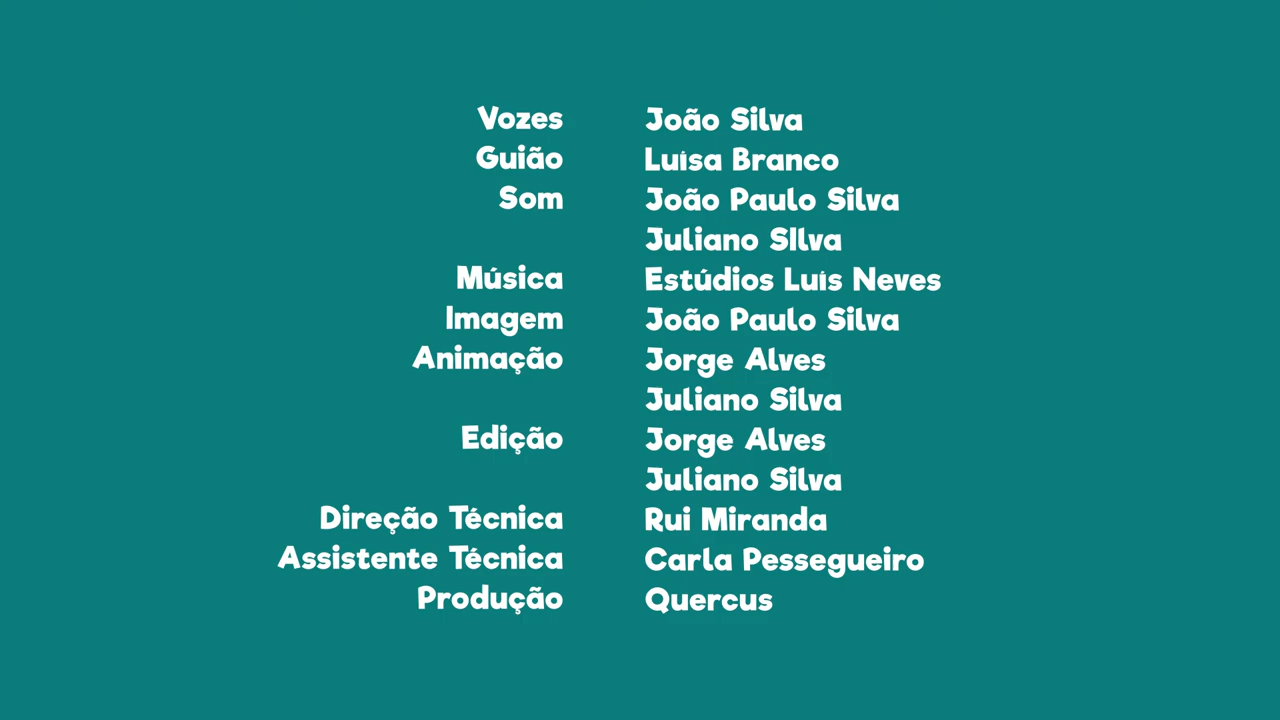 Vozes João Silva
Guião Luísa Branco
Som João Paulo Silva
Juliano SIlva
Música Estúdios Luís Neves
Imagem João Paulo Silva
Animação Jorge Alves
Juliano Silva
Edição Jorge Alves
Juliano Silva
Direção Técnica Rui Miranda
Assistente Técnica Carla Pessegueiro
Produção Quercus